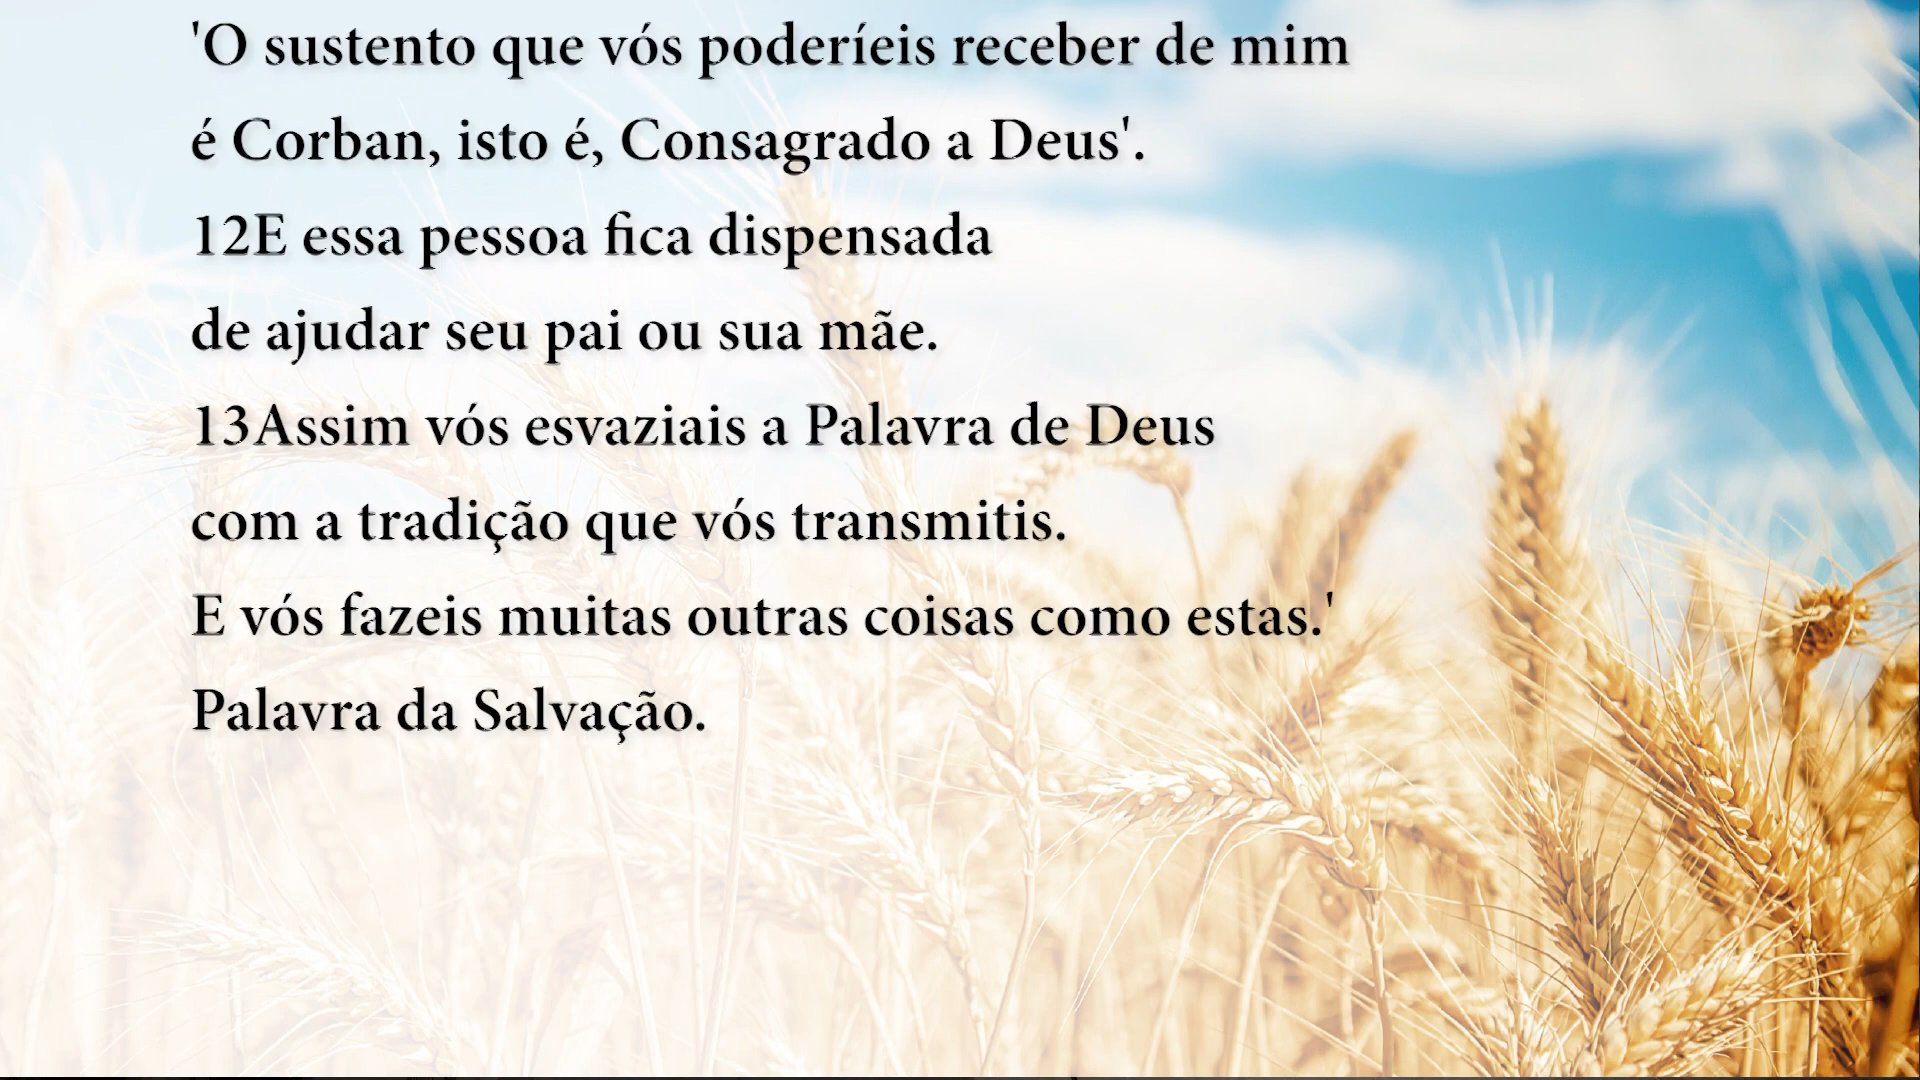 'O sustento que vós poderíeis receber de mim
é Corban, isto é, Consagrado a Deus'.
12E essa pessoa fica dispensada
de ajudar seu pai ou sua mãe.
13Assim vós esvaziais a Palavra de Deus
com a tradição que vós transmitis.
E vós fazeis muitas outras coisas como estas.'
Palavra da Salvação.